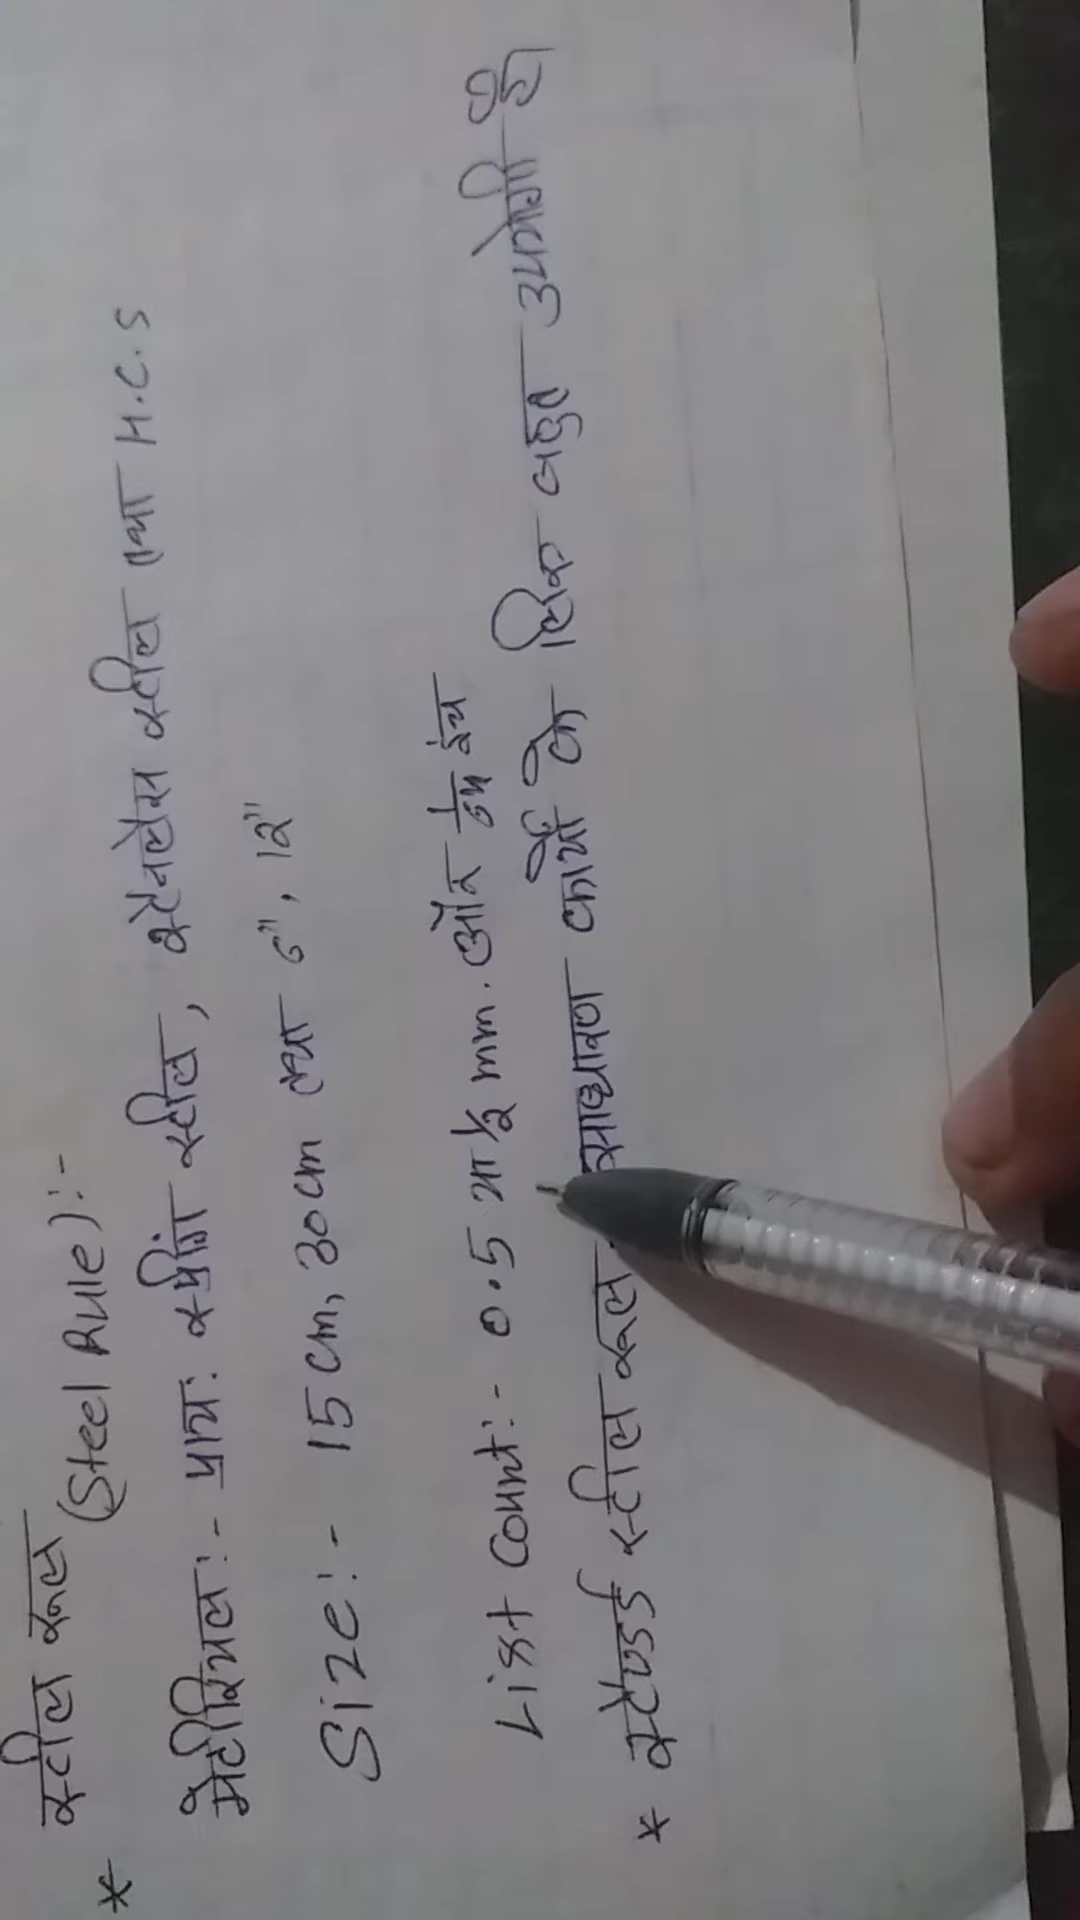 * स्टील रूल
(Steel Rule):-
मेटीरियल:- प्राय: स्प्रींग स्टील, स्टेनलेस स्टील तथा H.C.S
Size:- 15 cm, 30 cm तथा 6", 12"
List Count:- 0.5 या 1/2 mm. और 1/64 इंच
* स्टैण्डर्ड स्टील रूल साधारण कार्यों के लिए बहुत उपयोगी है।